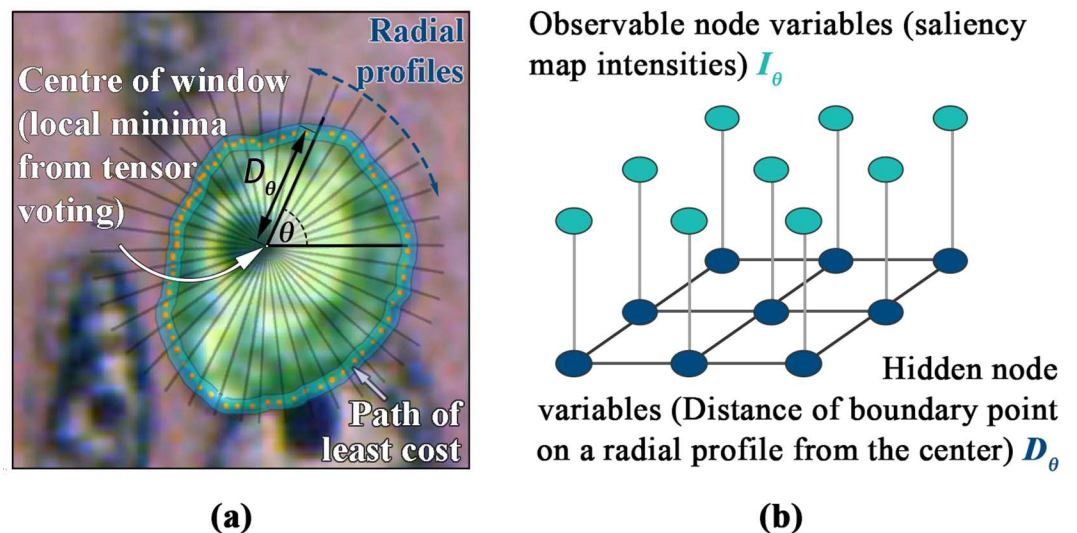 Radial
profiles
Centre of window
(local minima
from tensor
voting)
Dθ
θ
Path of
least cost
(a)
Observable node variables (saliency
map intensities) Iθ
Hidden node
variables (Distance of boundary point
on a radial profile from the center) Dθ
(b)